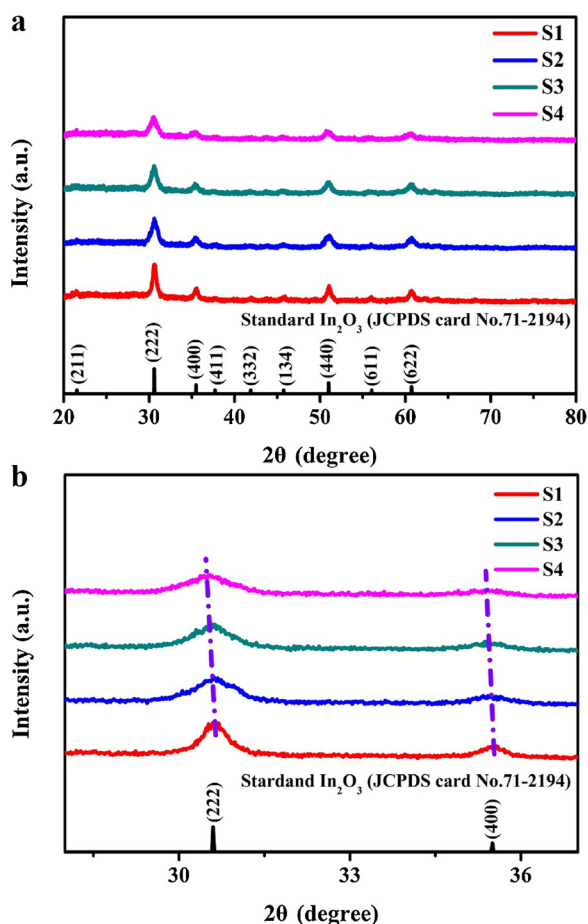 a
S1
S2
S3
S4
Intensity (a.u.)
Standard In₂O₃ (JCPDS card No.71-2194)
(211)
(222)
(400)
(411)
(332)
(134)
(440)
(611)
(622)
20 30 40 50 60 70 80
2θ (degree)
b
S1
S2
S3
S4
Intensity (a.u.)
Stardand In₂O₃ (JCPDS card No.71-2194)
(222)
(400)
30 33 36
2θ (degree)